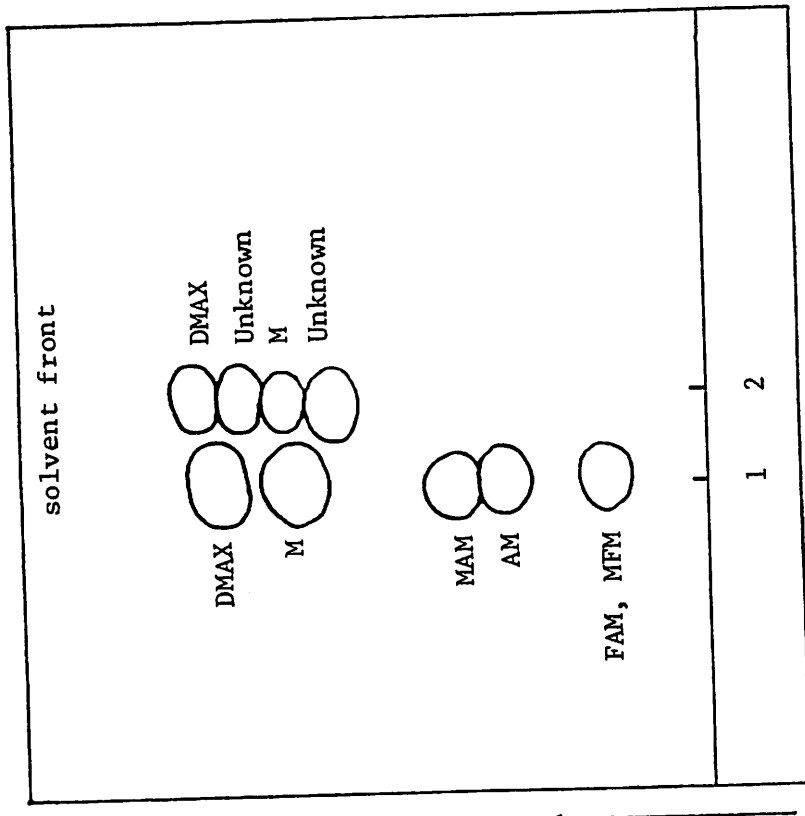 solvent front
DMAX
Unknown
M
Unknown
DMAX
M
MAM
AM
FAM, MFM
1
2